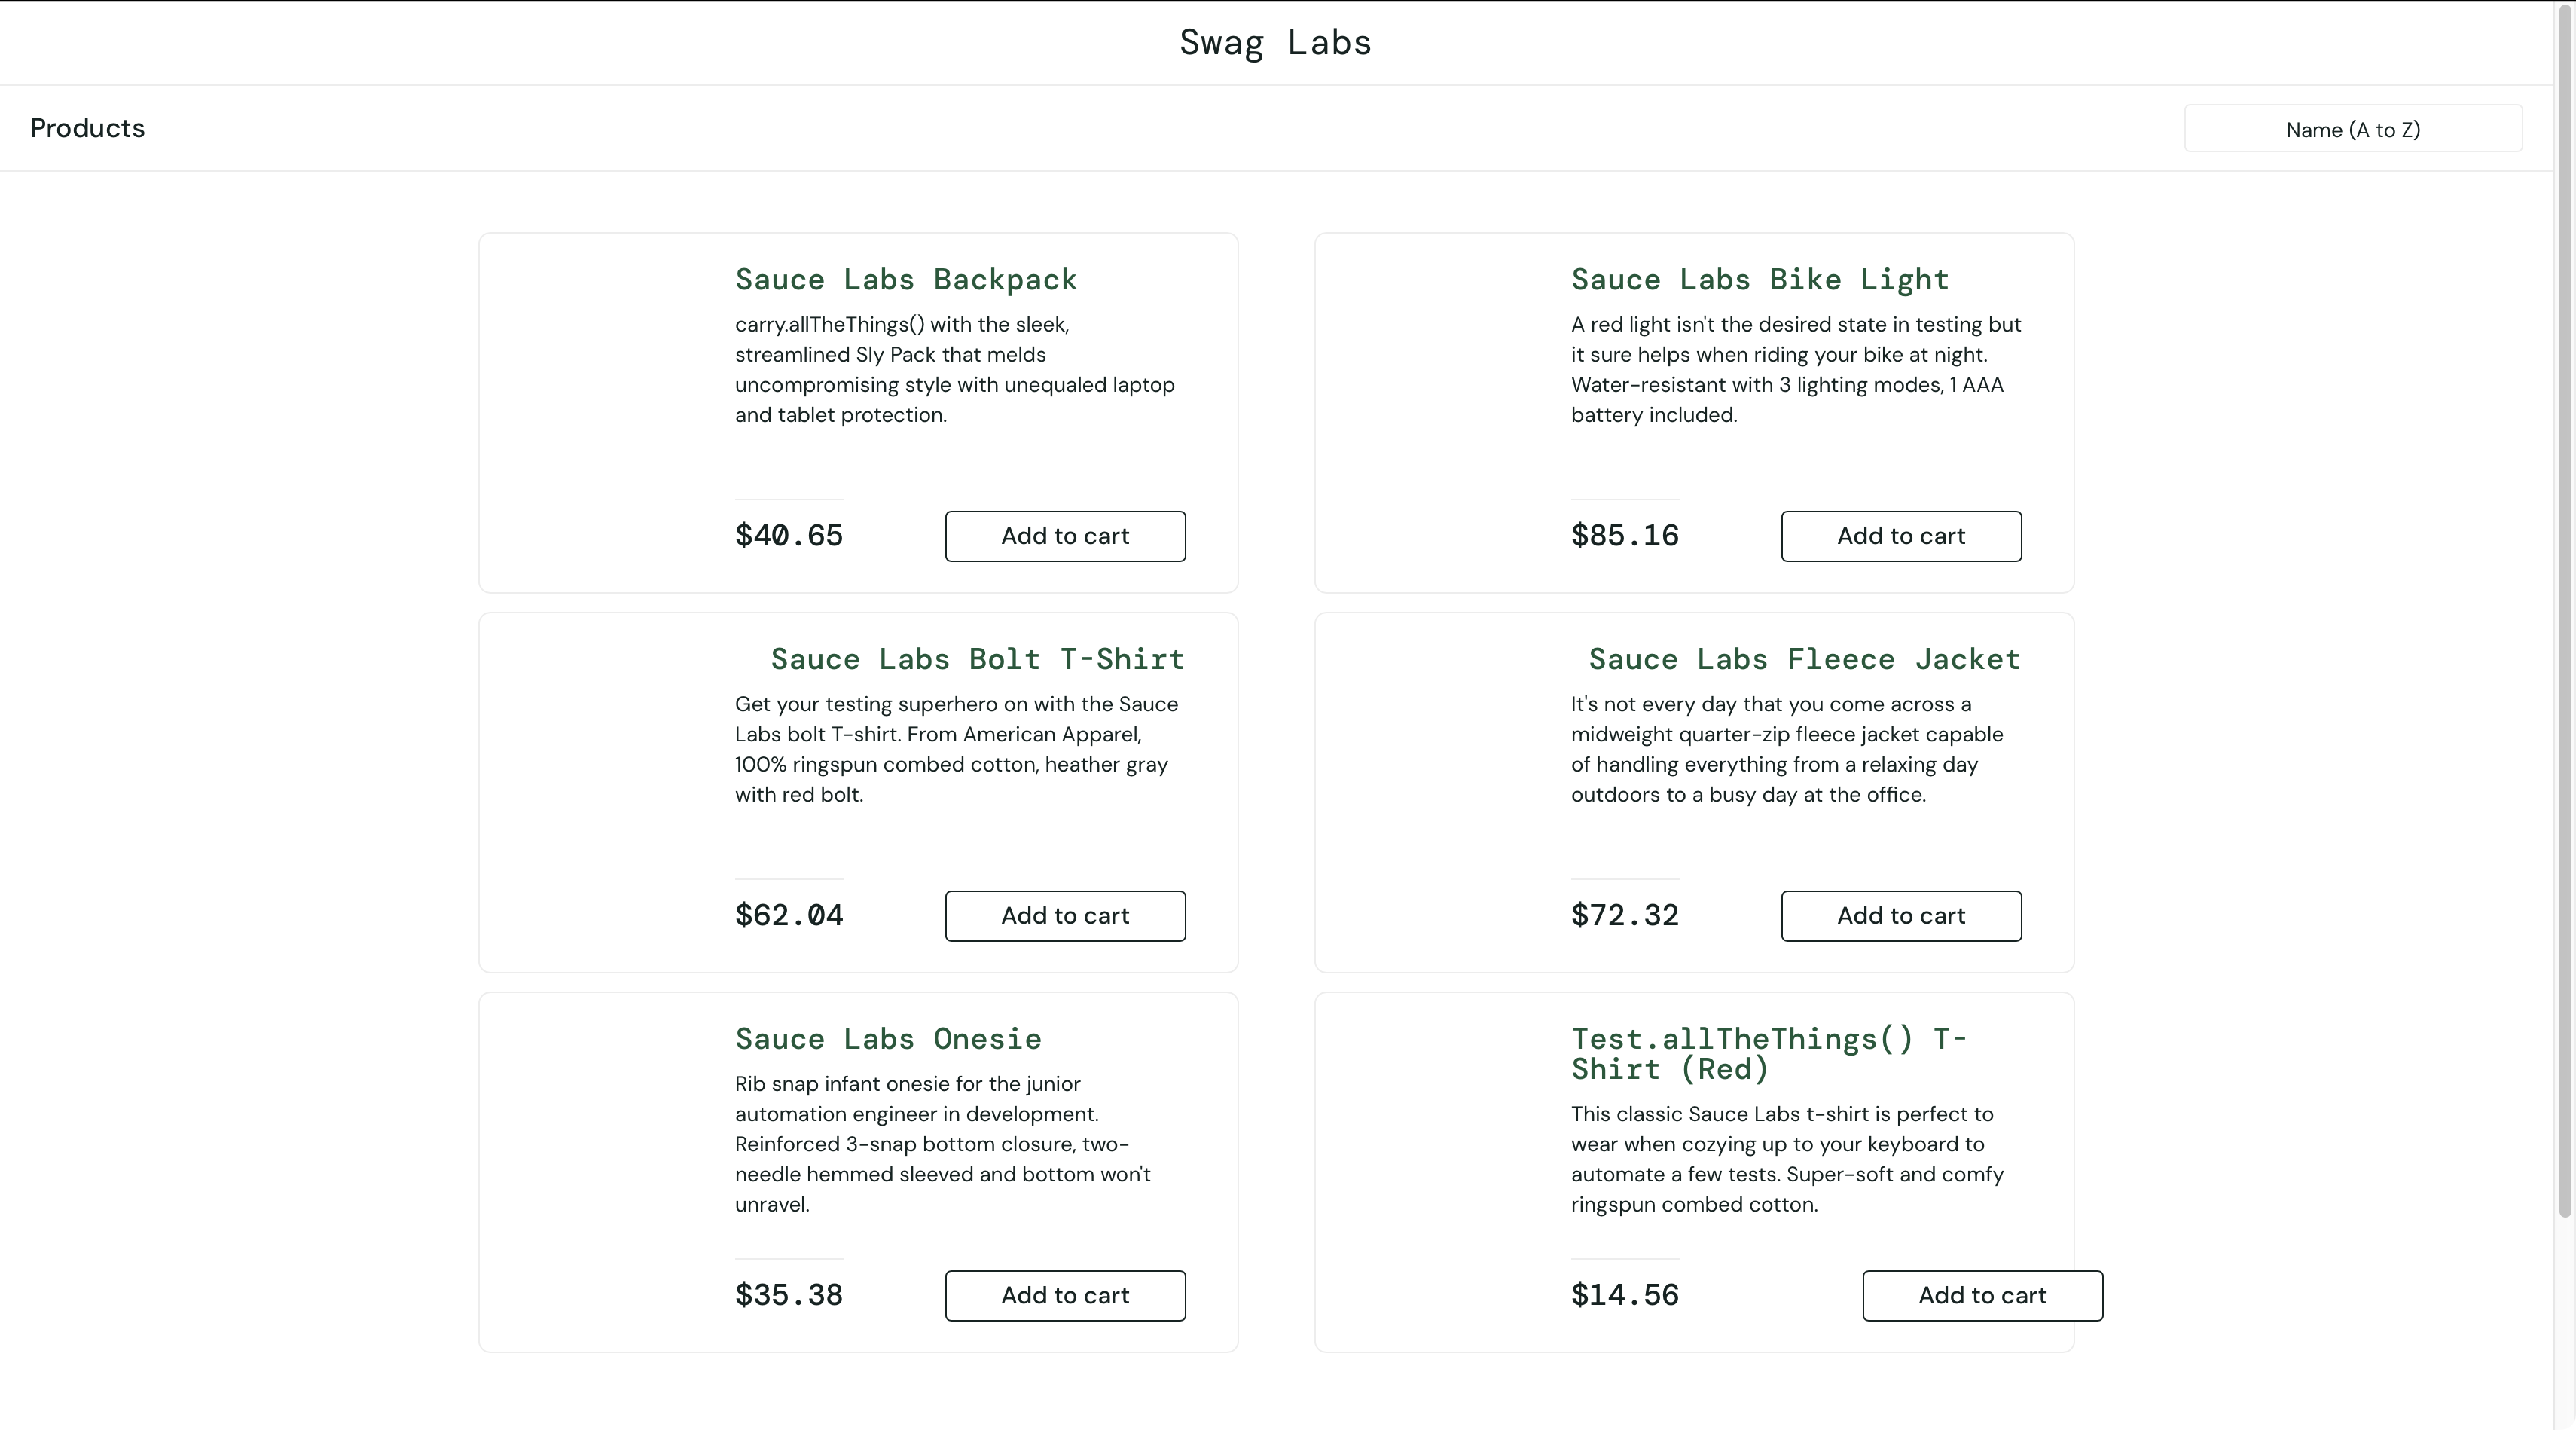 Swag Labs
Products
Name (A to Z)
Sauce Labs Backpack
carry.allTheThings() with the sleek,
streamlined Sly Pack that melds
uncompromising style with unequaled laptop
and tablet protection.
$40.65
Add to cart
Sauce Labs Bike Light
A red light isn't the desired state in testing but
it sure helps when riding your bike at night.
Water-resistant with 3 lighting modes, 1 AAA
battery included.
$85.16
Add to cart
Sauce Labs Bolt T-Shirt
Get your testing superhero on with the Sauce
Labs bolt T-shirt. From American Apparel,
100% ringspun combed cotton, heather gray
with red bolt.
$62.04
Add to cart
Sauce Labs Fleece Jacket
It's not every day that you come across a
midweight quarter-zip fleece jacket capable
of handling everything from a relaxing day
outdoors to a busy day at the office.
$72.32
Add to cart
Sauce Labs Onesie
Rib snap infant onesie for the junior
automation engineer in development.
Reinforced 3-snap bottom closure, two-
needle hemmed sleeved and bottom won't
unravel.
$35.38
Add to cart
Test.allTheThings() T-
Shirt (Red)
This classic Sauce Labs t-shirt is perfect to
wear when cozying up to your keyboard to
automate a few tests. Super-soft and comfy
ringspun combed cotton.
$14.56
Add to cart